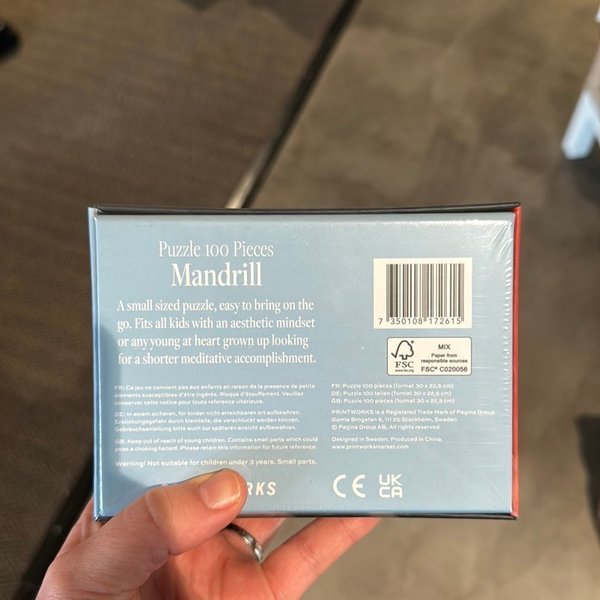 Puzzle 100 Pieces
Mandrill
A small sized puzzle, easy to bring on the
go. Fits all kids with an aesthetic mindset
or any young at heart grown up looking
for a shorter meditative accomplishment.
7 350108 172615
FSC
www.fsc.org
MIX
Paper from
responsible sources
FSC® C020056
FR: Ce jeu ne convient pas aux enfants en raison de la presence de petits
elements susceptibles d'être ingérés. Risque d'étouffement. Veuillez
conserver cette notice pour toute reference ultérieure.
DE: In einem sicheren, für kinder nicht erreichbaren ort aufbewahren.
Erstickungsgefahr durch kleinteile, die verschluckt werden können.
Gebrauchsanleitung bitte auch zur späteren referenz aufbewahren.
GB: Keep out of reach of young children. Contains small parts which could
pose a choking hazard. Please retain this information for future reference.
Warning! Not suitable for children under 3 years. Small parts.
FR: Puzzle 100 pièces (format 30 x 22,5 cm)
DE: Puzzle 100 teilen (format 30 x 22,5 cm)
GB: Puzzle 100 pieces (format 30 x 22,5 cm)
PRINTWORKS is a Registered Trade Mark of Pagina Group
Gamla Brogatan 9, 111 20 Stockholm, Sweden
© Pagina Group AB, All rights reserved.
Designed in Sweden. Produced in China.
www.printworksmarket.com
RKS
CE UK
CA